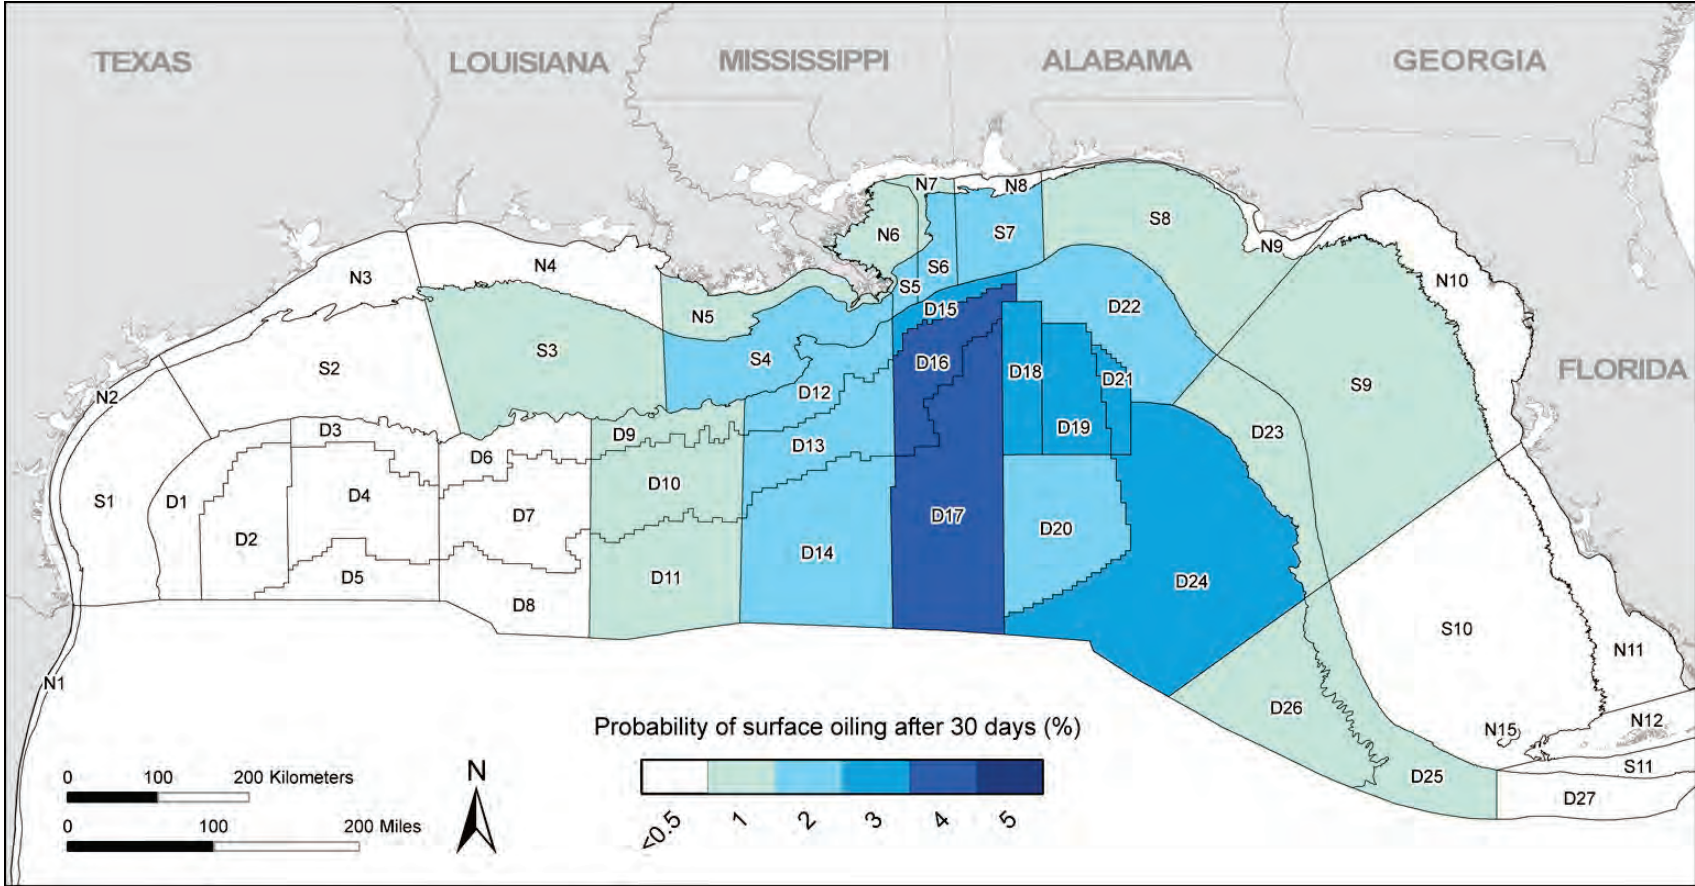 TEXAS
LOUISIANA
MISSISSIPPI
ALABAMA
GEORGIA
FLORIDA
N7
N8
S8
N6
S7
N9
S6
N3
N4
N10
S5
D15
D22
N5
S3
S4
D16
S2
D18
D21
S9
N2
D12
D3
D9
D19
D23
D6
D13
S1
D1
D4
D10
D7
D17
D2
D20
D14
D5
D11
D24
D8
S10
N11
N1
D26
N12
N15
S11
D25
D27
Probability of surface oiling after 30 days (%)
<0.5
1
2
3
4
5
0 100 200 Kilometers
0 100 200 Miles
N